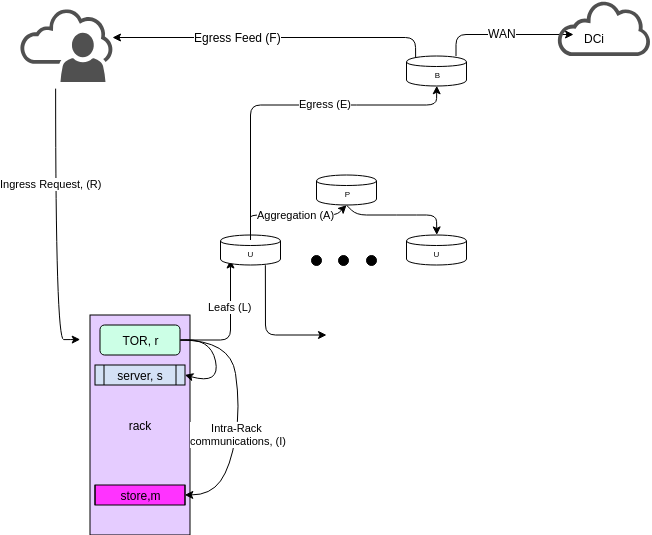 Egress Feed (F)
WAN
DCi
B
Egress (E)
Ingress Request, (R)
P
Aggregation (A)
U
U
Leafs (L)
TOR, r
server, s
rack
Intra-Rack
communications, (I)
store,m